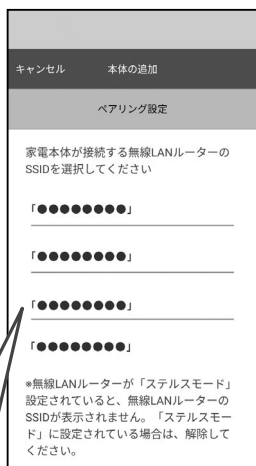 キャンセル 本体の追加
ペアリング設定
家電本体が接続する無線LANルーターの
SSIDを選択してください
「●●●●●●●●」
「●●●●●●●●」
「●●●●●●●●」
「●●●●●●●●」
※無線LANルーターが「ステルスモード」
設定されていると、無線LANルーターの
SSIDが表示されません。「ステルスモー
ド」に設定されている場合は、解除して
ください。